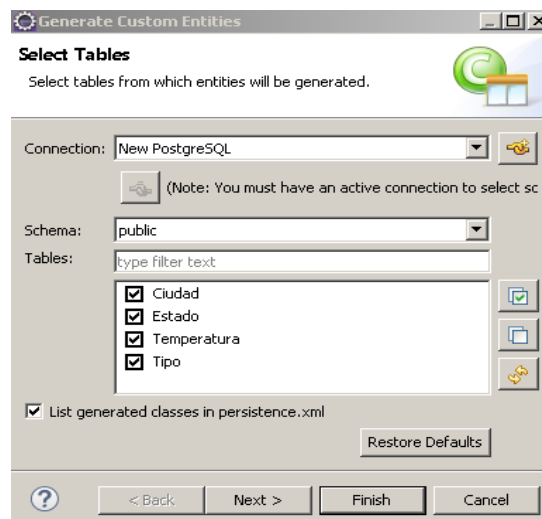 Generate Custom Entities
Select Tables
Select tables from which entities will be generated.
Connection: New PostgreSQL
(Note: You must have an active connection to select sc
Schema: public
Tables: type filter text
Ciudad
Estado
Temperatura
Tipo
List generated classes in persistence.xml
Restore Defaults
? < Back Next > Finish Cancel